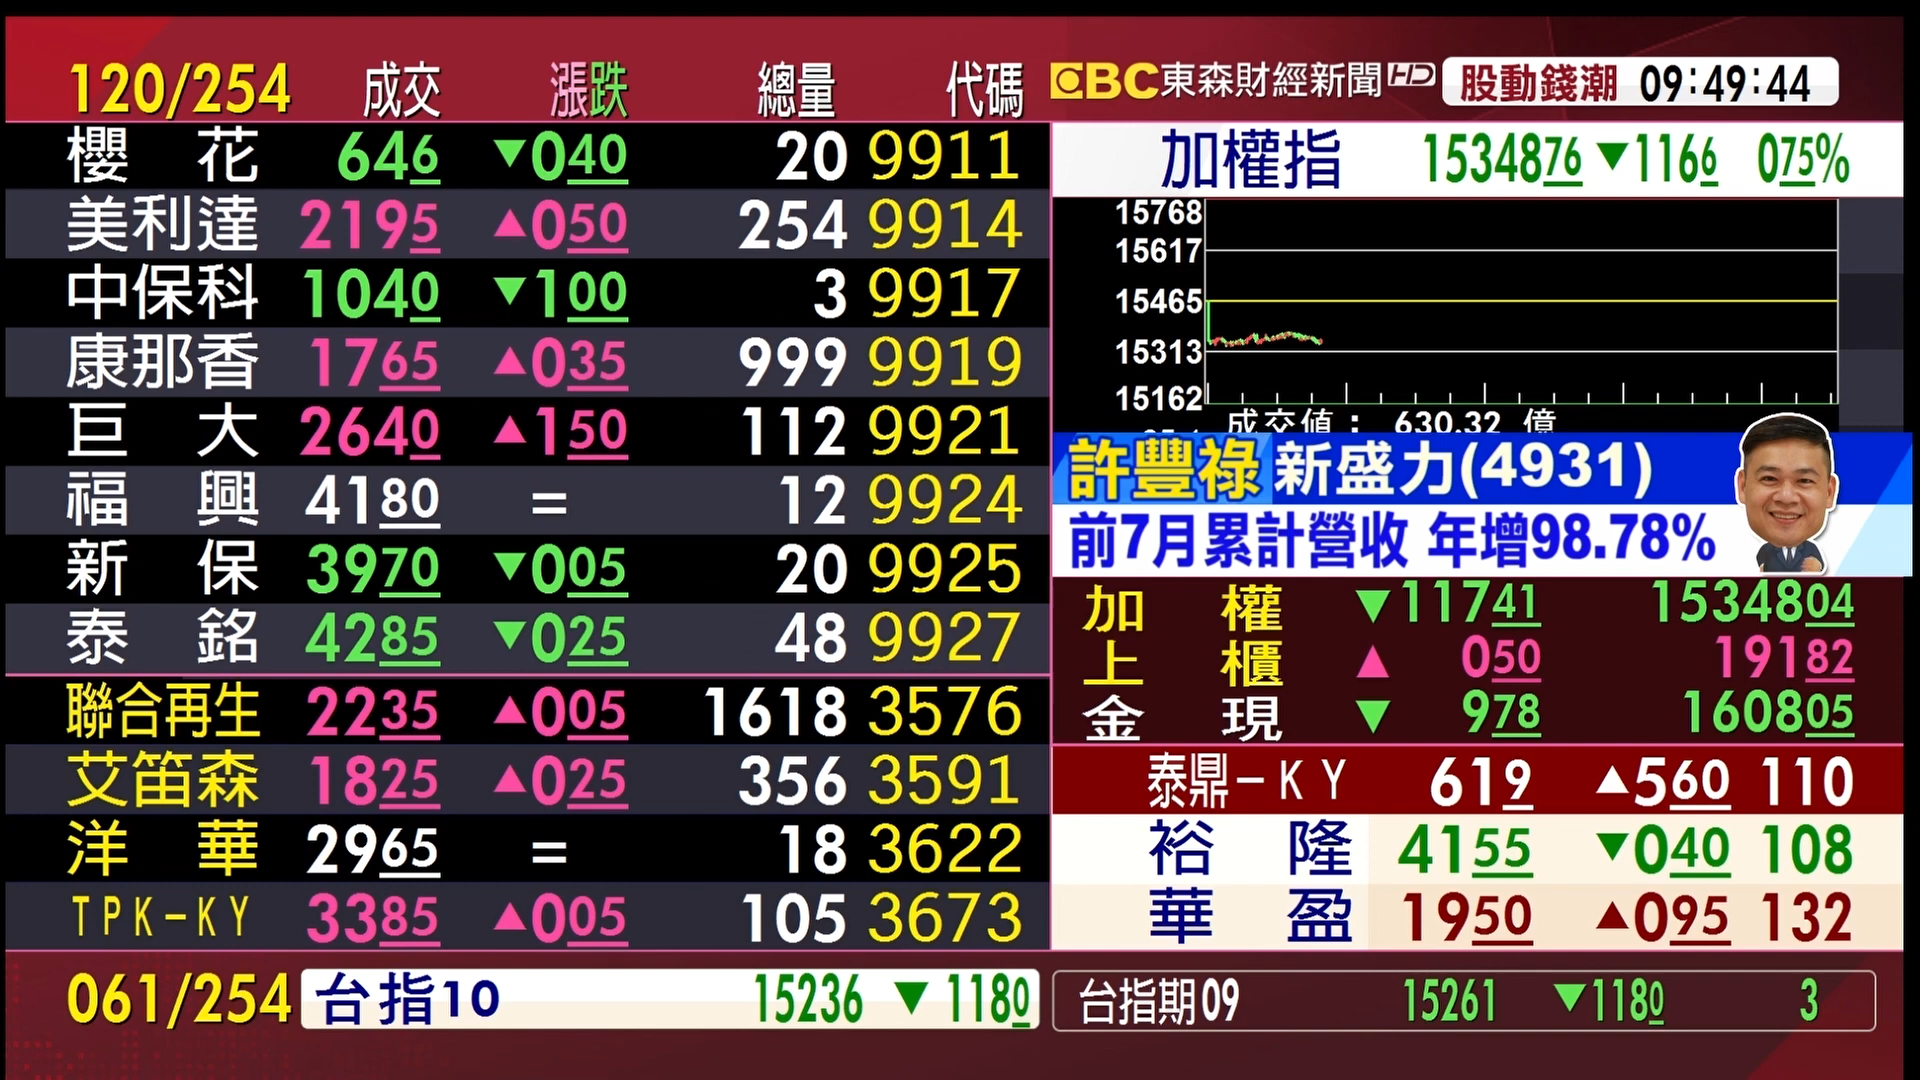 120/254 成交 漲跌 總量 代碼
櫻花 646 ▼040 20 9911
美利達 2195 ▲050 254 9914
中保科 1040 ▼100 3 9917
康那香 1765 ▲035 999 9919
巨大 2640 ▲150 112 9921
福興 4180 = 12 9924
新保 3970 ▼005 20 9925
泰銘 4285 ▼025 48 9927
聯合再生 2235 ▲005 1618 3576
艾笛森 1825 ▲025 356 3591
洋華 2965 = 18 3622
TPK-KY 3385 ▲005 105 3673
061/254 台指10 15236 ▼1180
EBC東森財經新聞HD 股動錢潮 09:49:44
加權指 1534876 ▼1166 075%
15768
15617
15465
15313
15162
成交值： 630.32 億
許豐祿 新盛力(4931)
前7月累計營收 年增98.78%
加權 ▼11741 1534804
上櫃 ▲050 19182
金現 ▼978 160805
泰鼎-KY 619 ▲560 110
裕隆 4155 ▼040 108
華盈 1950 ▲095 132
台指期09 15261 ▼1180 3